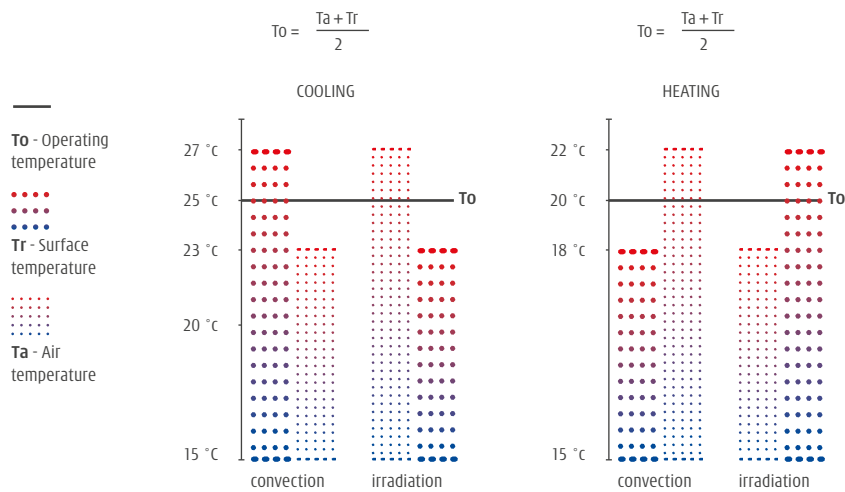 To = Ta + Tr
2
To = Ta + Tr
2
COOLING
HEATING
To - Operating
temperature
Tr - Surface
temperature
Ta - Air
temperature
27 °c
25 °c
23 °c
20 °c
15 °c
To
convection
irradiation
22 °c
20 °c
18 °c
15 °c
To
convection
irradiation